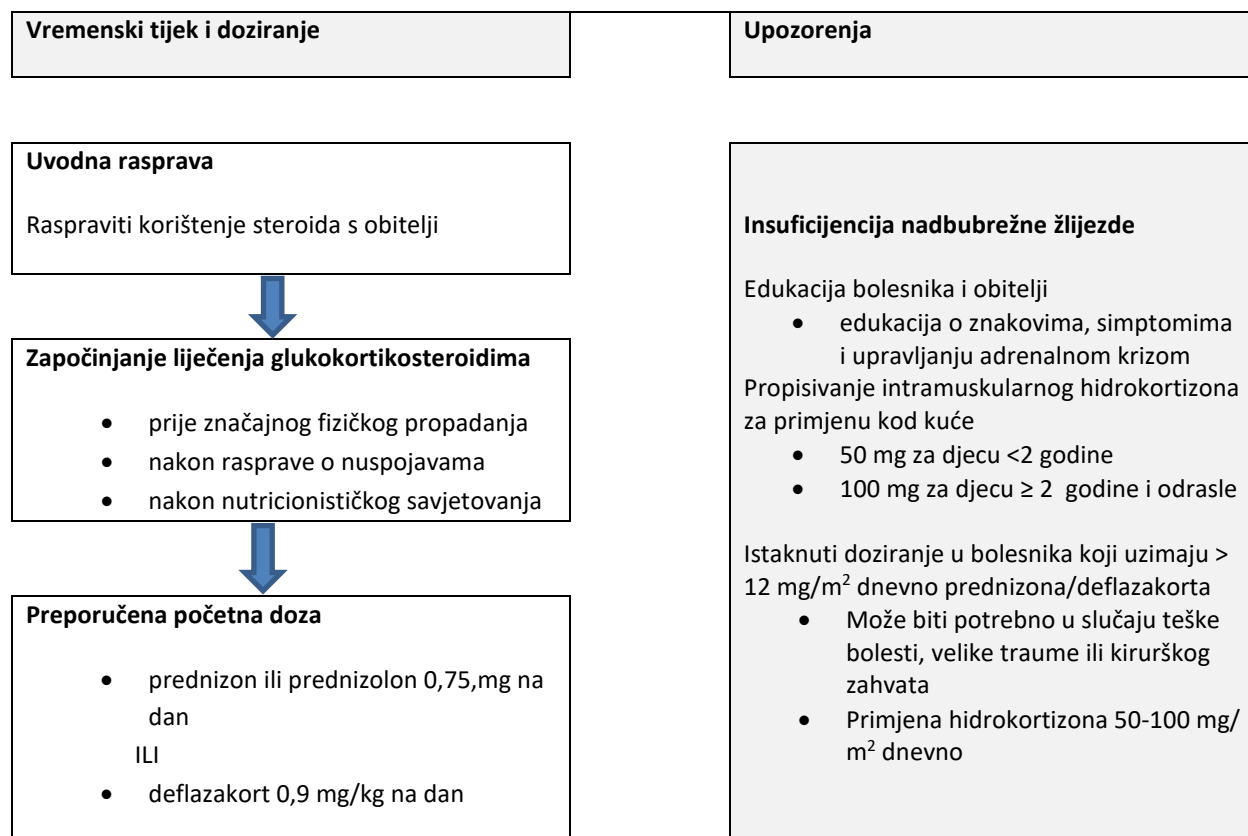 Vremenski tijek i doziranje
Uvodna rasprava
Raspraviti korištenje steroida s obitelji
Započinjanje liječenja glukokortikosteroidima
• prije značajnog fizičkog propadanja
• nakon rasprave o nuspojavama
• nakon nutricionističkog savjetovanja
Preporučena početna doza
• prednizon ili prednizolon 0,75,mg na
dan
ILI
• deflazakort 0,9 mg/kg na dan
Upozorenja
Insuficijencija nadbubrežne žlijezde
Edukacija bolesnika i obitelji
• edukacija o znakovima, simptomima
i upravljanju adrenalnom krizom
Propisivanje intramuskularnog hidrokortizona
za primjenu kod kuće
• 50 mg za djecu <2 godine
• 100 mg za djecu ≥ 2 godine i odrasle
Istaknuti doziranje u bolesnika koji uzimaju >
12 mg/m² dnevno prednizona/deflazakorta
• Može biti potrebno u slučaju teške
bolesti, velike traume ili kirurškog
zahvata
• Primjena hidrokortizona 50-100 mg/
m² dnevno